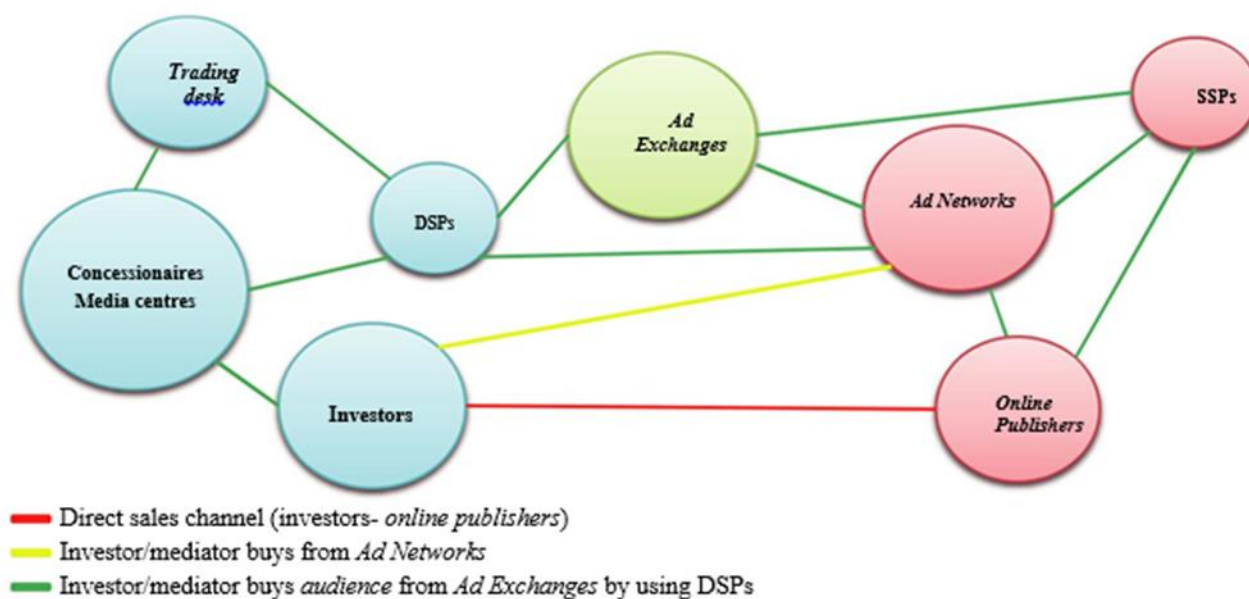 Trading
desk
Ad
Exchanges
SSPs
Ad Networks
DSPs
Concessionaires
Media centres
Investors
Online
Publishers
Direct sales channel (investors- online publishers)
Investor/mediator buys from Ad Networks
Investor/mediator buys audience from Ad Exchanges by using DSPs